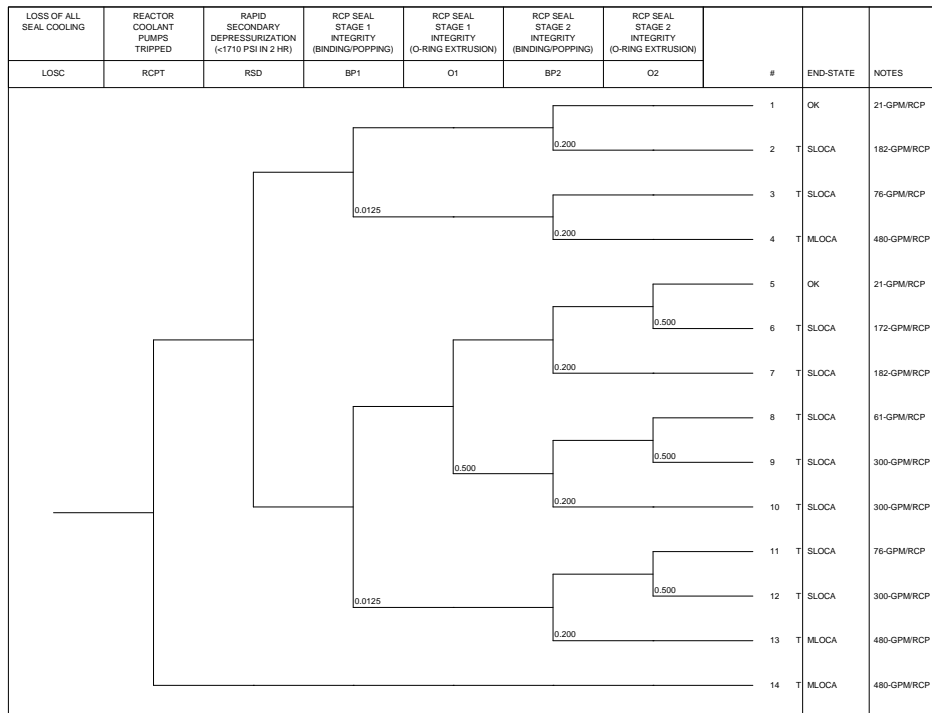 LOSS OF ALL
SEAL COOLING
REACTOR
COOLANT
PUMPS
TRIPPED
RAPID
SECONDARY
DEPRESSURIZATION
(<1710 PSI IN 2 HR)
RCP SEAL
STAGE 1
INTEGRITY
(BINDING/POPPING)
RCP SEAL
STAGE 1
INTEGRITY
(O-RING EXTRUSION)
RCP SEAL
STAGE 2
INTEGRITY
(BINDING/POPPING)
RCP SEAL
STAGE 2
INTEGRITY
(O-RING EXTRUSION)
LOSC RCPT RSD BP1 O1 BP2 O2 # END-STATE NOTES
1 OK 21-GPM/RCP
0.200
2 T SLOCA 182-GPM/RCP
3 T SLOCA 76-GPM/RCP
0.0125
0.200
4 T MLOCA 480-GPM/RCP
5 OK 21-GPM/RCP
0.500
6 T SLOCA 172-GPM/RCP
0.200
7 T SLOCA 182-GPM/RCP
8 T SLOCA 61-GPM/RCP
0.500
0.500
9 T SLOCA 300-GPM/RCP
0.200
10 T SLOCA 300-GPM/RCP
11 T SLOCA 76-GPM/RCP
0.500
12 T SLOCA 300-GPM/RCP
0.0125
0.200
13 T MLOCA 480-GPM/RCP
14 T MLOCA 480-GPM/RCP